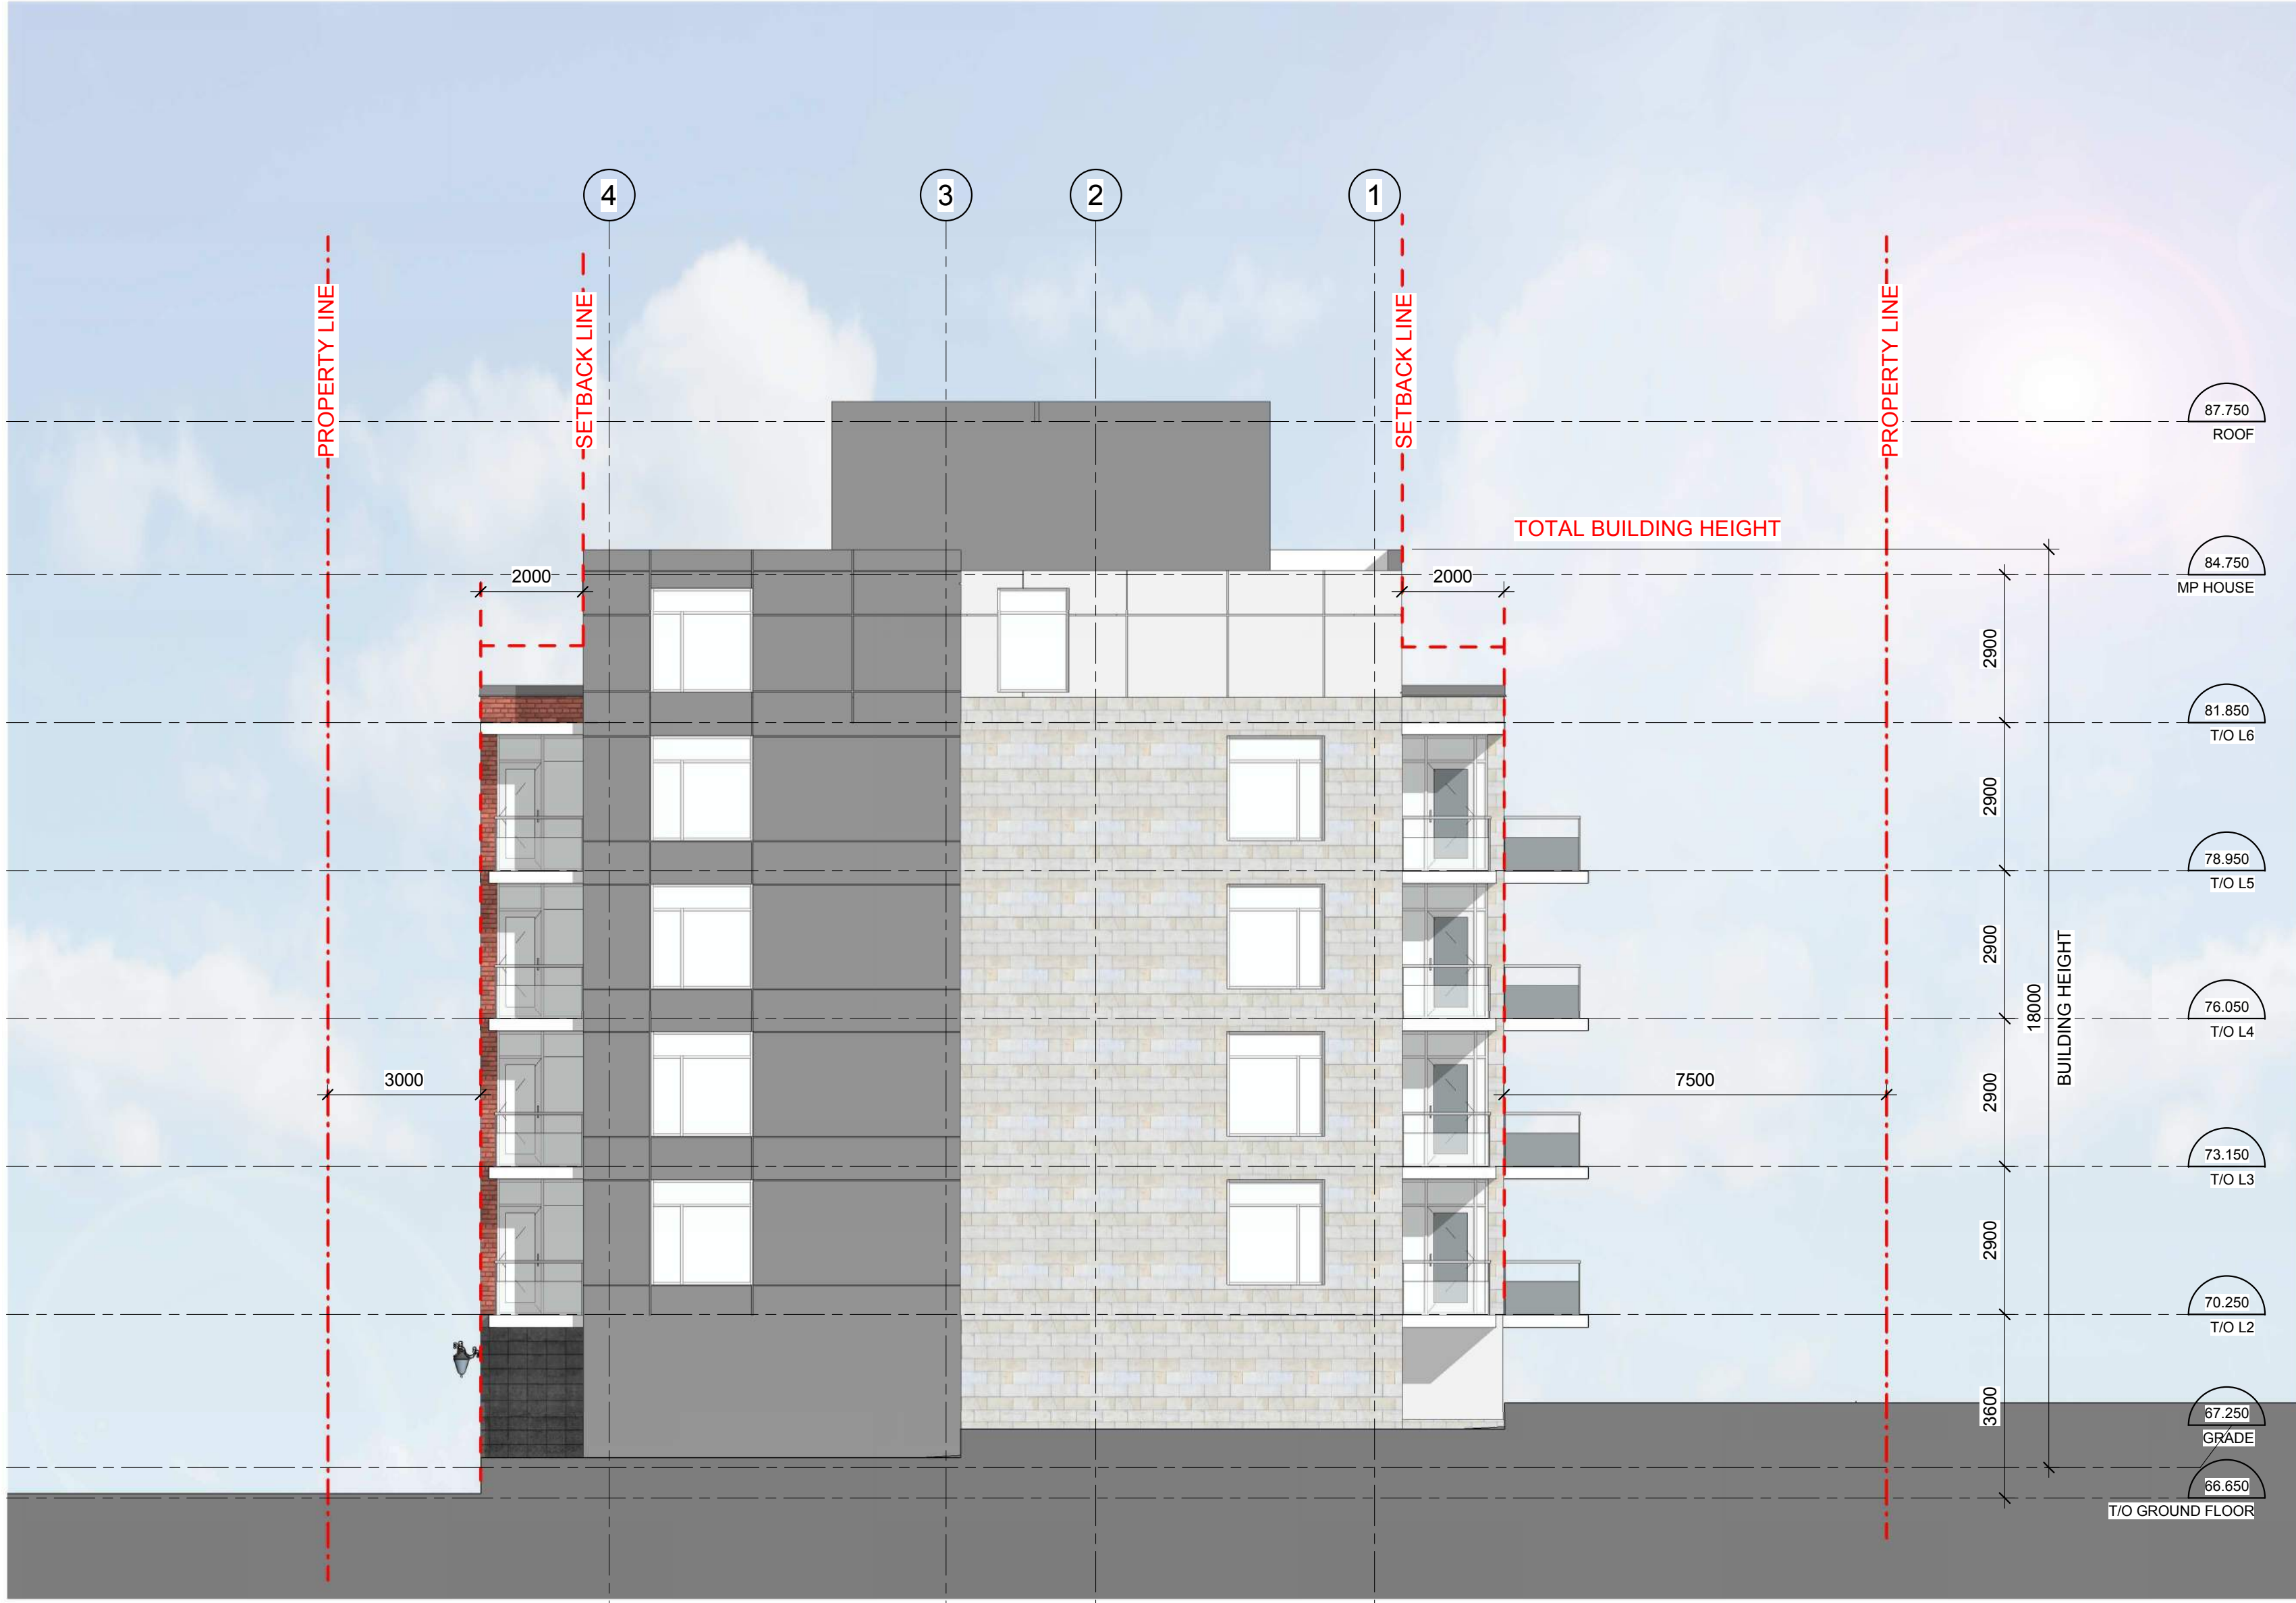 4
3
2
1
PROPERTY LINE
SETBACK LINE
SETBACK LINE
PROPERTY LINE
87.750
ROOF
TOTAL BUILDING HEIGHT
84.750
MP HOUSE
2000
2000
2900
81.850
T/O L6
2900
78.950
T/O L5
2900
76.050
T/O L4
18000
BUILDING HEIGHT
3000
7500
2900
73.150
T/O L3
2900
70.250
T/O L2
3600
67.250
GRADE
66.650
T/O GROUND FLOOR